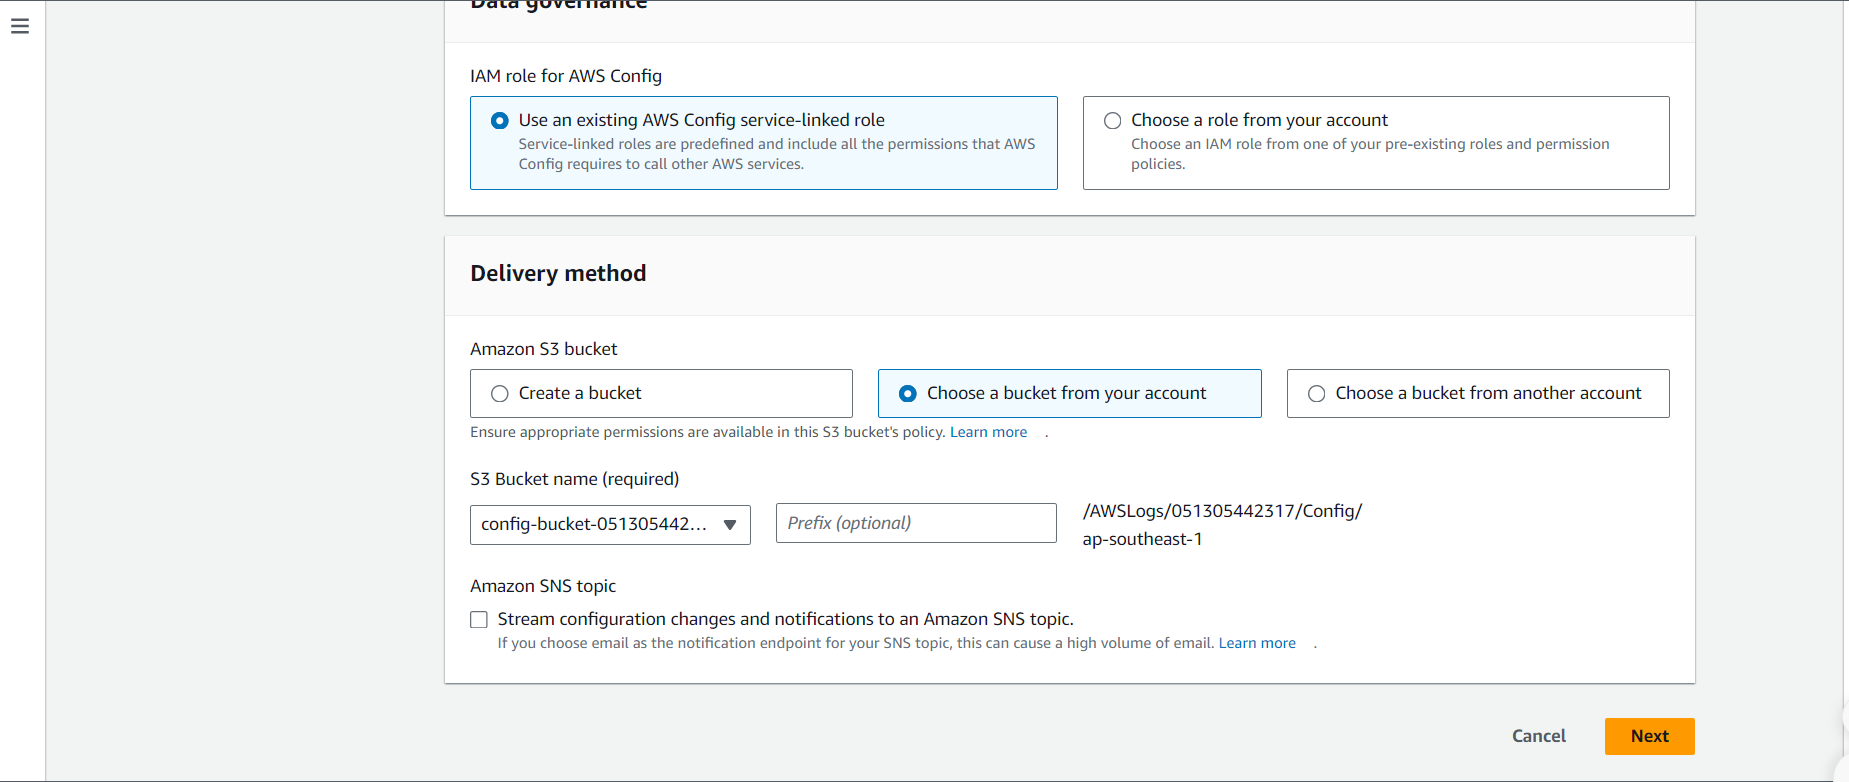 Data governance
IAM role for AWS Config
Use an existing AWS Config service-linked role
Service-linked roles are predefined and include all the permissions that AWS
Config requires to call other AWS services.
Choose a role from your account
Choose an IAM role from one of your pre-existing roles and permission
policies.
Delivery method
Amazon S3 bucket
Create a bucket
Choose a bucket from your account
Choose a bucket from another account
Ensure appropriate permissions are available in this S3 bucket's policy. Learn more .
S3 Bucket name (required)
config-bucket-051305442...
Prefix (optional)
/AWSLogs/051305442317/Config/
ap-southeast-1
Amazon SNS topic
Stream configuration changes and notifications to an Amazon SNS topic.
If you choose email as the notification endpoint for your SNS topic, this can cause a high volume of email. Learn more .
Cancel
Next